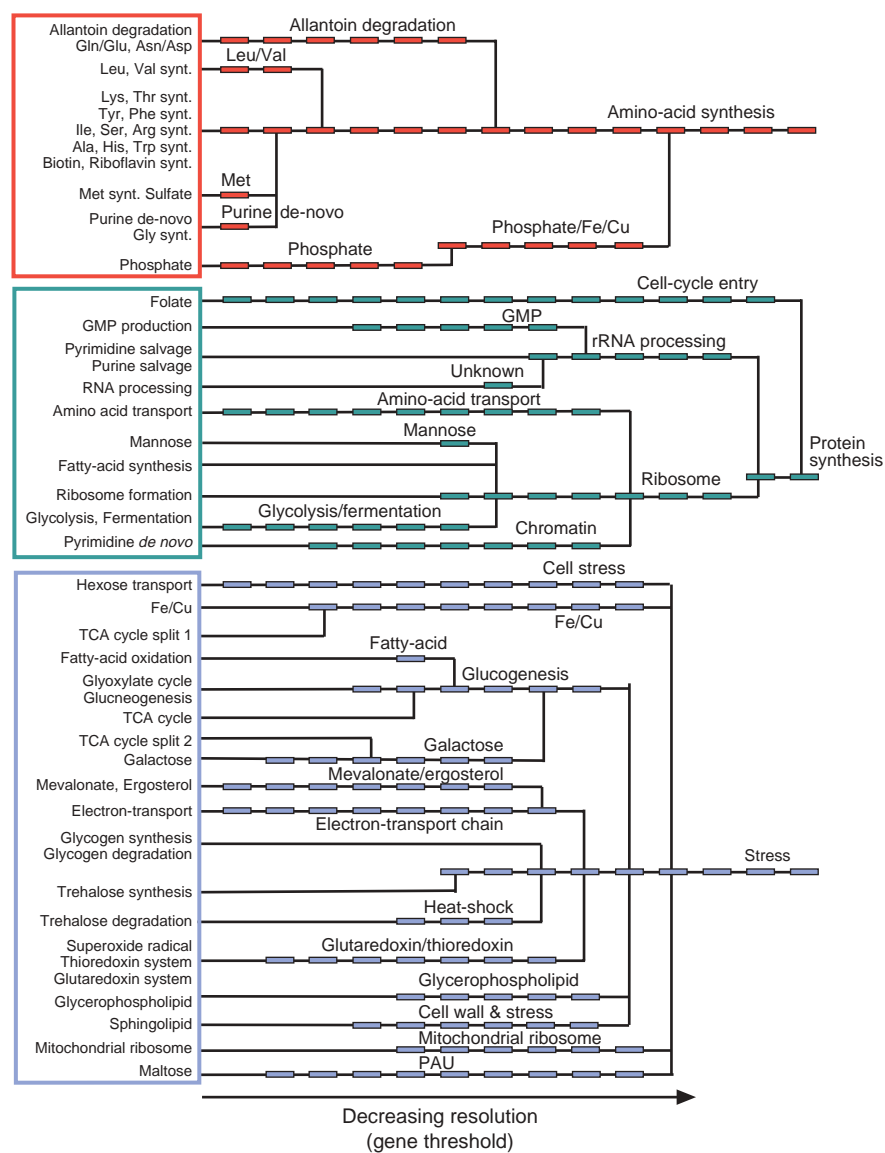 Allantoin degradation
Gln/Glu, Asn/Asp
Allantoin degradation
Leu, Val synt.
Leu/Val
Lys, Thr synt.
Tyr, Phe synt.
Ile, Ser, Arg synt.
Ala, His, Trp synt.
Biotin, Riboflavin synt.
Amino-acid synthesis
Met synt. Sulfate
Met
Purine de-novo
Gly synt.
Purine de-novo
Phosphate
Phosphate
Phosphate/Fe/Cu
Folate
Cell-cycle entry
GMP production
GMP
Pyrimidine salvage
Purine salvage
rRNA processing
RNA processing
Unknown
Amino acid transport
Amino-acid transport
Mannose
Mannose
Fatty-acid synthesis
Protein
synthesis
Ribosome formation
Ribosome
Glycolysis, Fermentation
Glycolysis/fermentation
Pyrimidine de novo
Chromatin
Hexose transport
Cell stress
Fe/Cu
Fe/Cu
TCA cycle split 1
Fatty-acid oxidation
Fatty-acid
Glyoxylate cycle
Glucneogenesis
Glucogenesis
TCA cycle
TCA cycle split 2
Galactose
Galactose
Mevalonate, Ergosterol
Mevalonate/ergosterol
Electron-transport
Electron-transport chain
Glycogen synthesis
Glycogen degradation
Stress
Trehalose synthesis
Trehalose degradation
Heat-shock
Superoxide radical
Thioredoxin system
Glutaredoxin system
Glutaredoxin/thioredoxin
Glycerophospholipid
Glycerophospholipid
Sphingolipid
Cell wall & stress
Mitochondrial ribosome
Mitochondrial ribosome
Maltose
PAU
Decreasing resolution
(gene threshold)